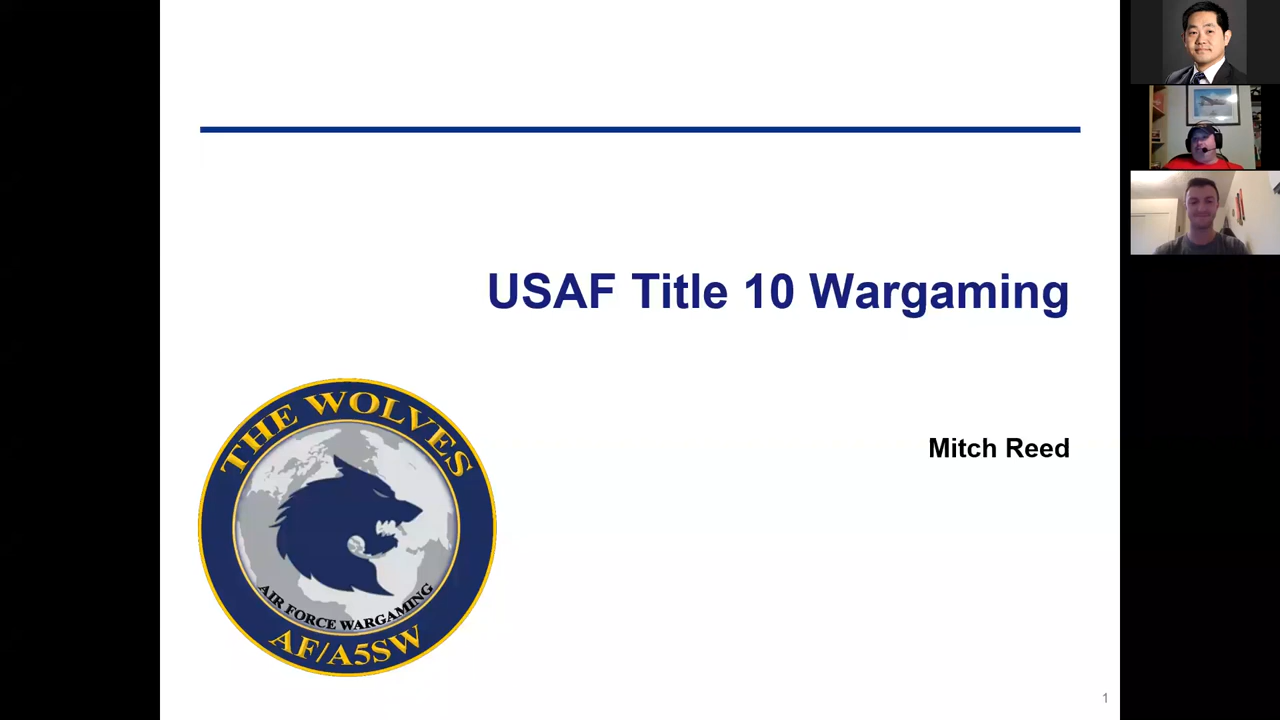 USAF Title 10 Wargaming
Mitch Reed
THE WOLVES
AIR FORCE WARGAMING
AF/A5SW
1